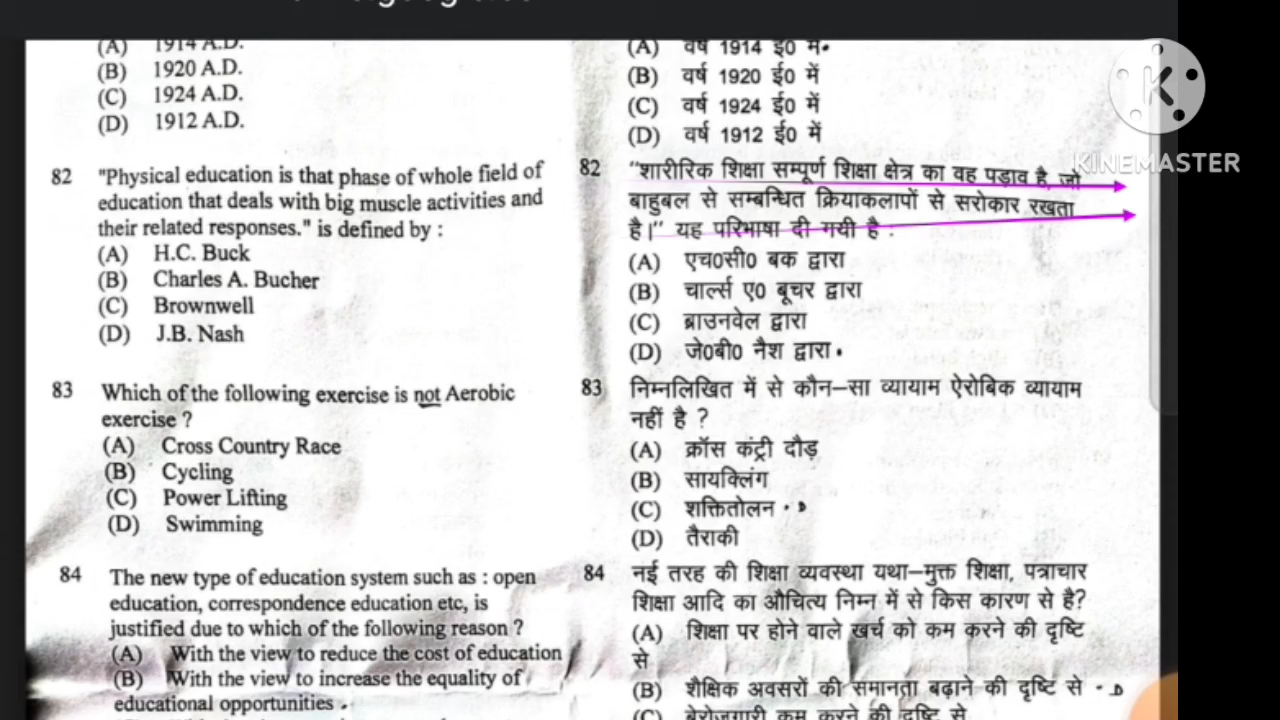 (A) 1914 A.D.
(B) 1920 A.D.
(C) 1924 A.D.
(D) 1912 A.D.
82 "Physical education is that phase of whole field of
education that deals with big muscle activities and
their related responses." is defined by :
(A) H.C. Buck
(B) Charles A. Bucher
(C) Brownwell
(D) J.B. Nash
83 Which of the following exercise is not Aerobic
exercise ?
(A) Cross Country Race
(B) Cycling
(C) Power Lifting
(D) Swimming
84 The new type of education system such as : open
education, correspondence education etc, is
justified due to which of the following reason ?
(A) With the view to reduce the cost of education
(B) With the view to increase the equality of
educational opportunities
(A) वर्ष 1914 ई0 में
(B) वर्ष 1920 ई0 में
(C) वर्ष 1924 ई0 में
(D) वर्ष 1912 ई0 में
82 "शारीरिक शिक्षा सम्पूर्ण शिक्षा क्षेत्र का वह पड़ाव है, जो
बाहुबल से सम्बन्धित क्रियाकलापों से सरोकार रखता
है।" यह परिभाषा दी गयी है :
(A) एच0सी0 बक द्वारा
(B) चार्ल्स ए0 बूचर द्वारा
(C) ब्राउनवेल द्वारा
(D) जे0बी0 नैश द्वारा
83 निम्नलिखित में से कौन–सा व्यायाम ऐरोबिक व्यायाम
नहीं है ?
(A) क्रॉस कंट्री दौड़
(B) सायक्लिंग
(C) शक्तितोलन
(D) तैराकी
84 नई तरह की शिक्षा व्यवस्था यथा–मुक्त शिक्षा, पत्राचार
शिक्षा आदि का औचित्य निम्न में से किस कारण से है?
(A) शिक्षा पर होने वाले खर्च को कम करने की दृष्टि
से
(B) शैक्षिक अवसरों की समानता बढ़ाने की दृष्टि से
(C) बेरोजगारी कम करने की दृष्टि से
K
KINEMASTER